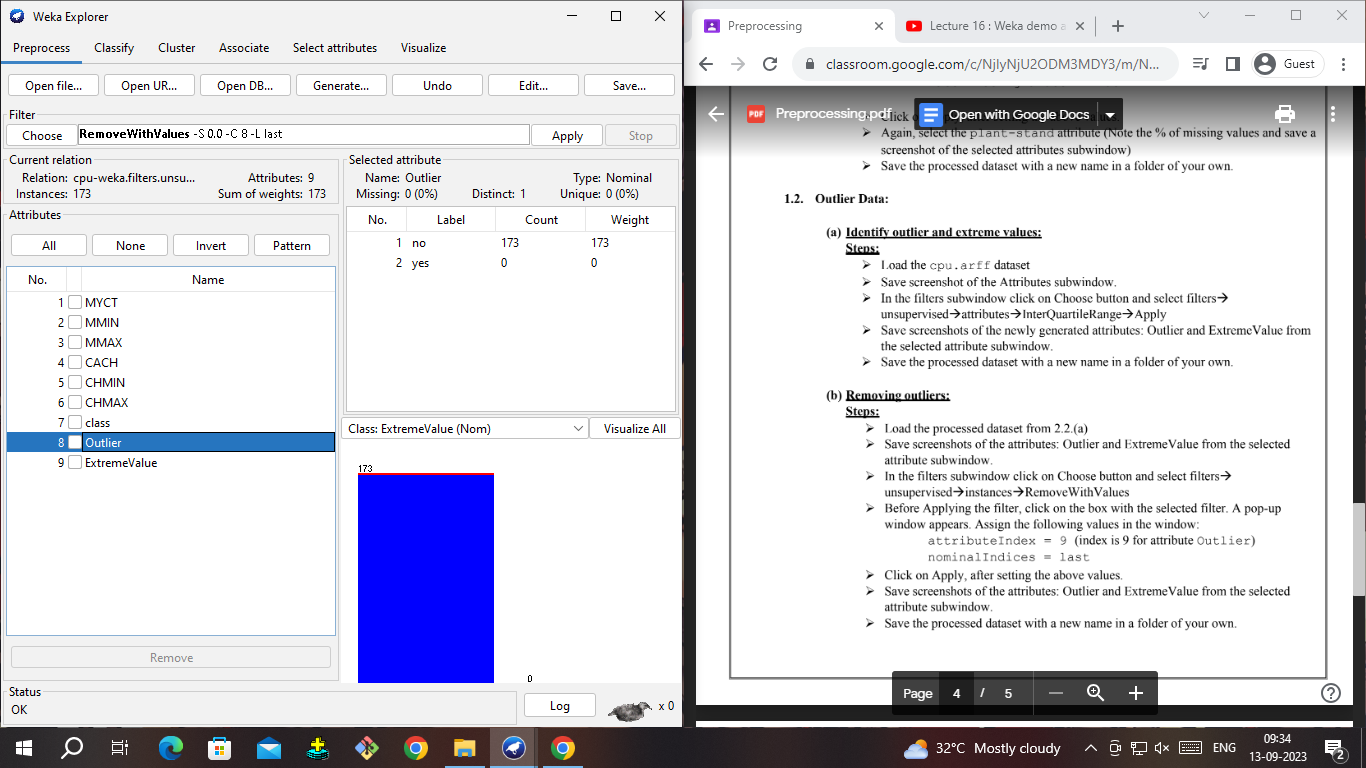 Weka Explorer
Preprocess Classify Cluster Associate Select attributes Visualize
Open file... Open UR... Open DB... Generate... Undo Edit... Save...
Filter
Choose RemoveWithValues -S 0.0 -C 8 -L last Apply Stop
Current relation
Relation: cpu-weka.filters.unsu... Attributes: 9
Instances: 173 Sum of weights: 173
Attributes
All None Invert Pattern
No. Name
1 MYCT
2 MMIN
3 MMAX
4 CACH
5 CHMIN
6 CHMAX
7 class
8 Outlier
9 ExtremeValue
Remove
Status
OK
Selected attribute
Name: Outlier Type: Nominal
Missing: 0 (0%) Distinct: 1 Unique: 0 (0%)
No. Label Count Weight
1 no 173 173
2 yes 0 0
Class: ExtremeValue (Nom) Visualize All
173
0
Log x 0
Preprocessing Lecture 16 : Weka demo a
classroom.google.com/c/NjIyNjU2ODM3MDY3/m/N... Guest
PDF Preprocessing.pdf Open with Google Docs
Again, select the plant-stand attribute (Note the % of missing values and save a
screenshot of the selected attributes subwindow)
Save the processed dataset with a new name in a folder of your own.
1.2. Outlier Data:
(a) Identify outlier and extreme values:
Steps:
Load the cpu.arff dataset
Save screenshot of the Attributes subwindow.
In the filters subwindow click on Choose button and select filters→
unsupervised→attributes→InterQuartileRange→Apply
Save screenshots of the newly generated attributes: Outlier and ExtremeValue from
the selected attribute subwindow.
Save the processed dataset with a new name in a folder of your own.
(b) Removing outliers:
Steps:
Load the processed dataset from 2.2.(a)
Save screenshots of the attributes: Outlier and ExtremeValue from the selected
attribute subwindow.
In the filters subwindow click on Choose button and select filters→
unsupervised→instances→RemoveWithValues
Before Applying the filter, click on the box with the selected filter. A pop-up
window appears. Assign the following values in the window:
attributeIndex = 9 (index is 9 for attribute Outlier)
nominalIndices = last
Click on Apply, after setting the above values.
Save screenshots of the attributes: Outlier and ExtremeValue from the selected
attribute subwindow.
Save the processed dataset with a new name in a folder of your own.
Page 4 / 5
32°C Mostly cloudy ENG 09:34
13-09-2023 2